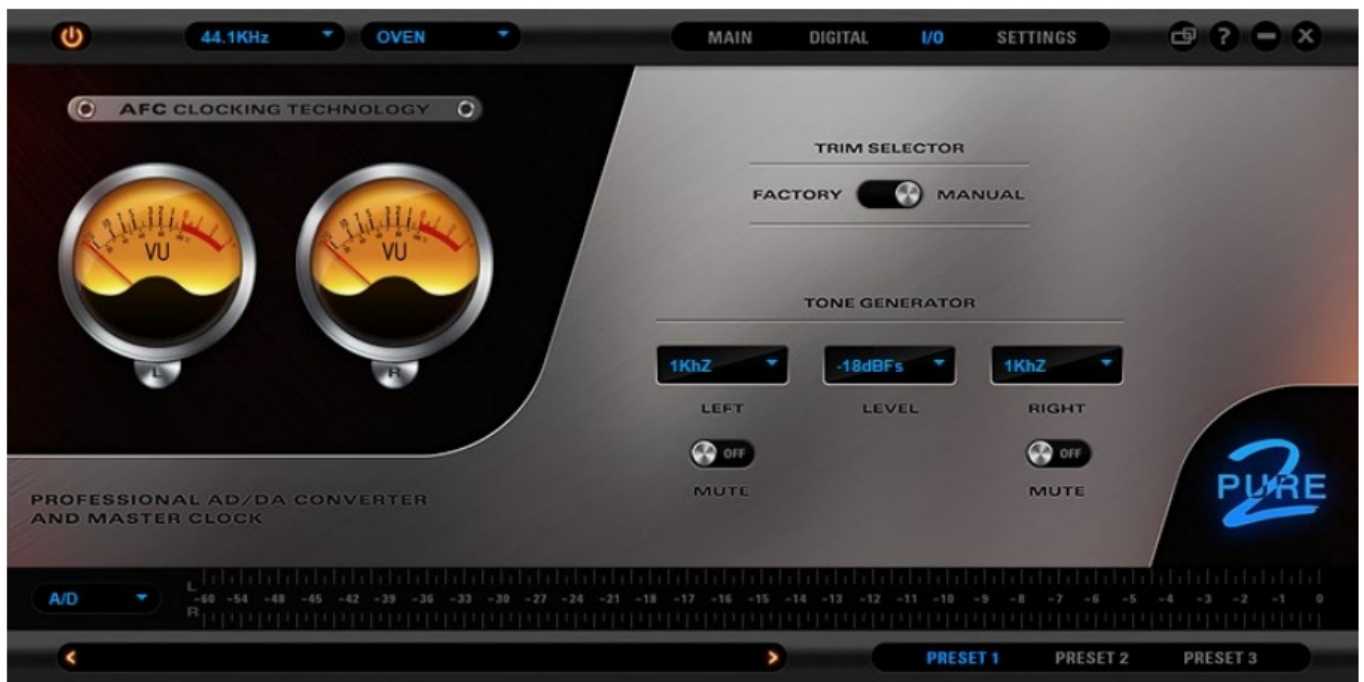 44.1KHz OVEN MAIN DIGITAL I/O SETTINGS ?
AFC CLOCKING TECHNOLOGY
VU
VU
L
R
TRIM SELECTOR
FACTORY MANUAL
TONE GENERATOR
1KhZ -18dBFs 1KhZ
LEFT LEVEL RIGHT
OFF OFF
MUTE MUTE
PROFESSIONAL AD/DA CONVERTER
AND MASTER CLOCK
PURE
2
A/D
L
-60 -54 -48 -45 -42 -39 -36 -33 -30 -27 -24 -21 -18 -17 -16 -15 -14 -13 -12 -11 -10 -9 -8 -7 -6 -5 -4 -3 -2 -1 0
R
< >
PRESET 1 PRESET 2 PRESET 3